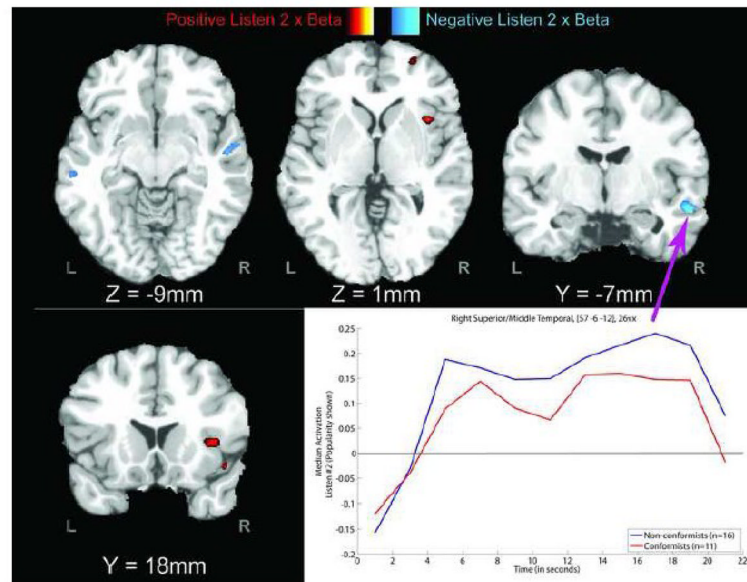 Positive Listen 2 x Beta
Negative Listen 2 x Beta
L R
Z = -9mm
L R
Z = 1mm
L R
Y = -7mm
L R
Y = 18mm
Right Superior/Middle Temporal, [57 -6 -12], 26vx
Median Activation
Listen #2 (Popularity shown)
0.25
0.2
0.15
0.1
0.05
0
-0.05
-0.1
-0.15
-0.2
0 2 4 6 8 10 12 14 16 18 20 22
Time (in seconds)
Non-conformists (n=16)
Conformists (n=11)